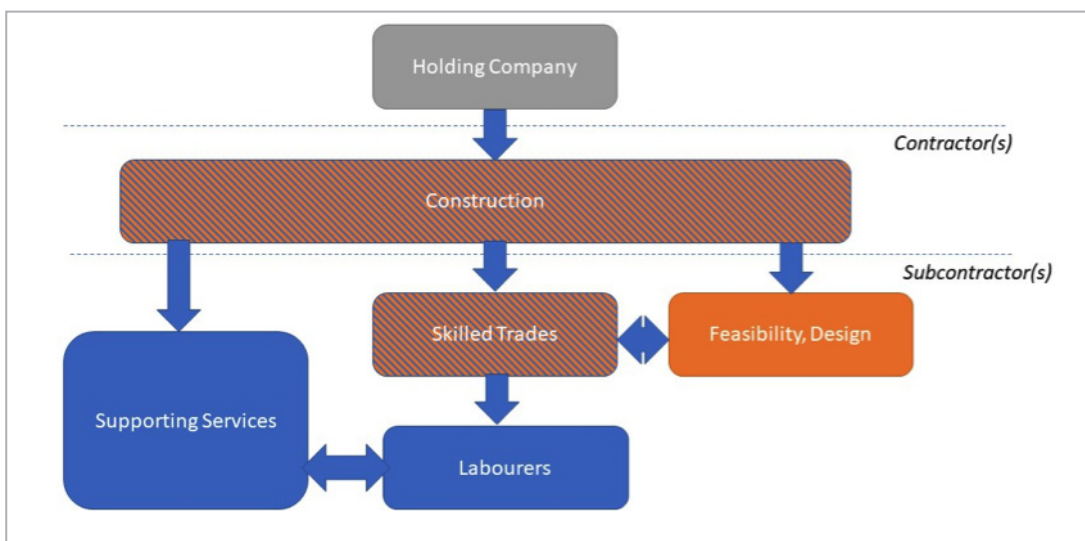 Holding Company
Contractor(s)
Construction
Subcontractor(s)
Skilled Trades
Feasibility, Design
Supporting Services
Labourers